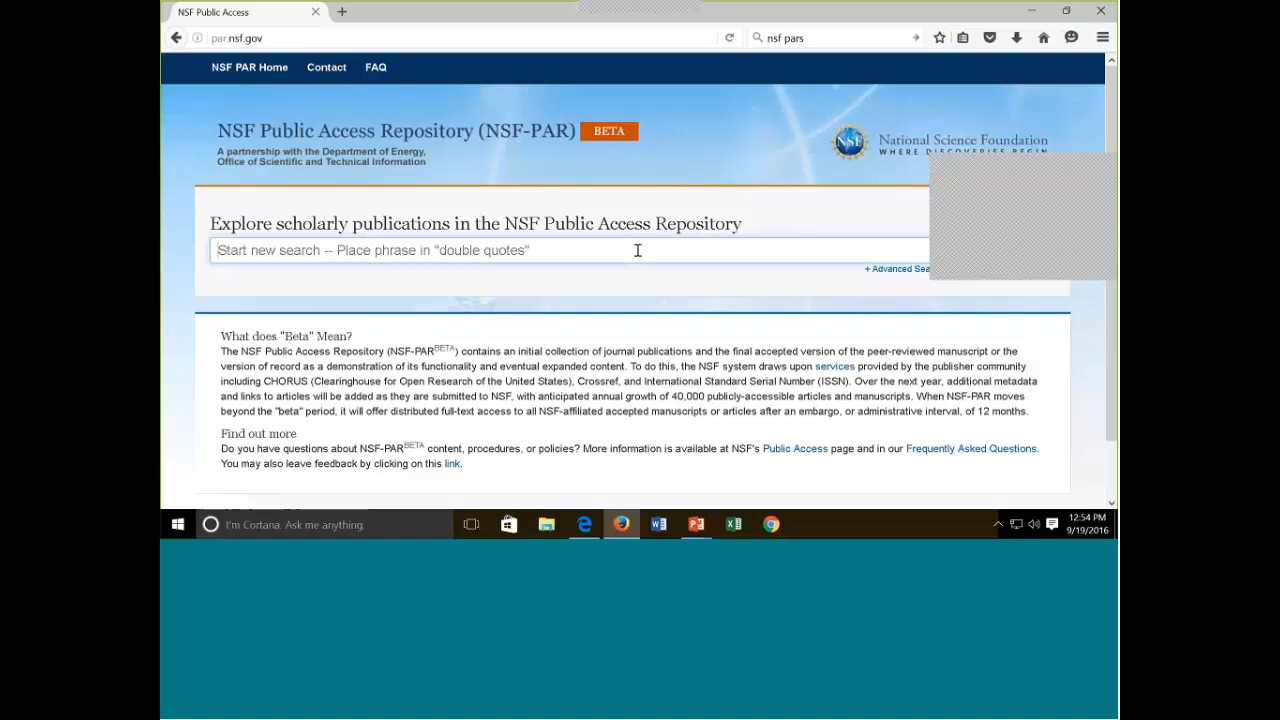 NSF Public Access
par.nsf.gov
nsf pars
NSF PAR Home Contact FAQ
NSF Public Access Repository (NSF-PAR) BETA
A partnership with the Department of Energy,
Office of Scientific and Technical Information
NSF
National Science Foundation
WHERE DISCOVERIES BEGIN
Explore scholarly publications in the NSF Public Access Repository
Start new search -- Place phrase in "double quotes"
+ Advanced Sea
What does "Beta" Mean?
The NSF Public Access Repository (NSF-PARBETA) contains an initial collection of journal publications and the final accepted version of the peer-reviewed manuscript or the
version of record as a demonstration of its functionality and eventual expanded content. To do this, the NSF system draws upon services provided by the publisher community
including CHORUS (Clearinghouse for Open Research of the United States), Crossref, and International Standard Serial Number (ISSN). Over the next year, additional metadata
and links to articles will be added as they are submitted to NSF, with anticipated annual growth of 40,000 publicly-accessible articles and manuscripts. When NSF-PAR moves
beyond the "beta" period, it will offer distributed full-text access to all NSF-affiliated accepted manuscripts or articles after an embargo, or administrative interval, of 12 months.
Find out more
Do you have questions about NSF-PARBETA content, procedures, or policies? More information is available at NSF's Public Access page and in our Frequently Asked Questions.
You may also leave feedback by clicking on this link.
I'm Cortana. Ask me anything.
12:54 PM
9/19/2016